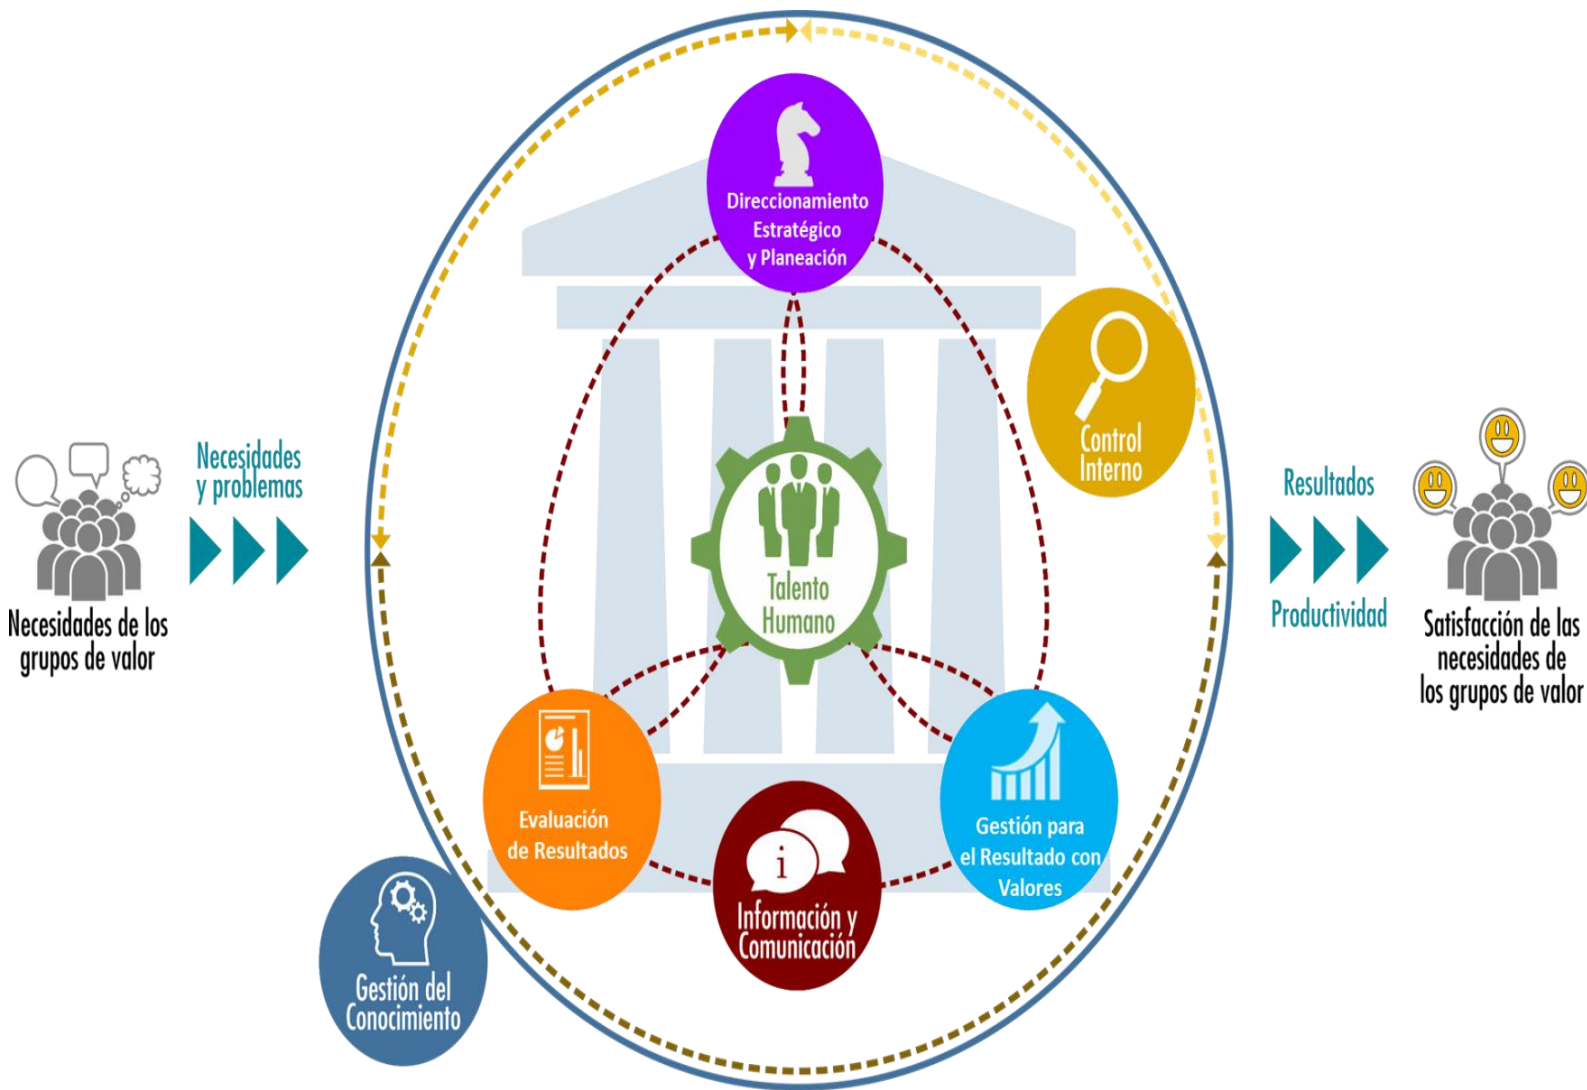 Necesidades de los
grupos de valor
Necesidades
y problemas
Direccionamiento
Estratégico
y Planeación
Control
Interno
Talento
Humano
Evaluación
de Resultados
i
Información y
Comunicación
Gestión para
el Resultado con
Valores
Gestión del
Conocimiento
Resultados
Productividad
Satisfacción de las
necesidades de
los grupos de valor